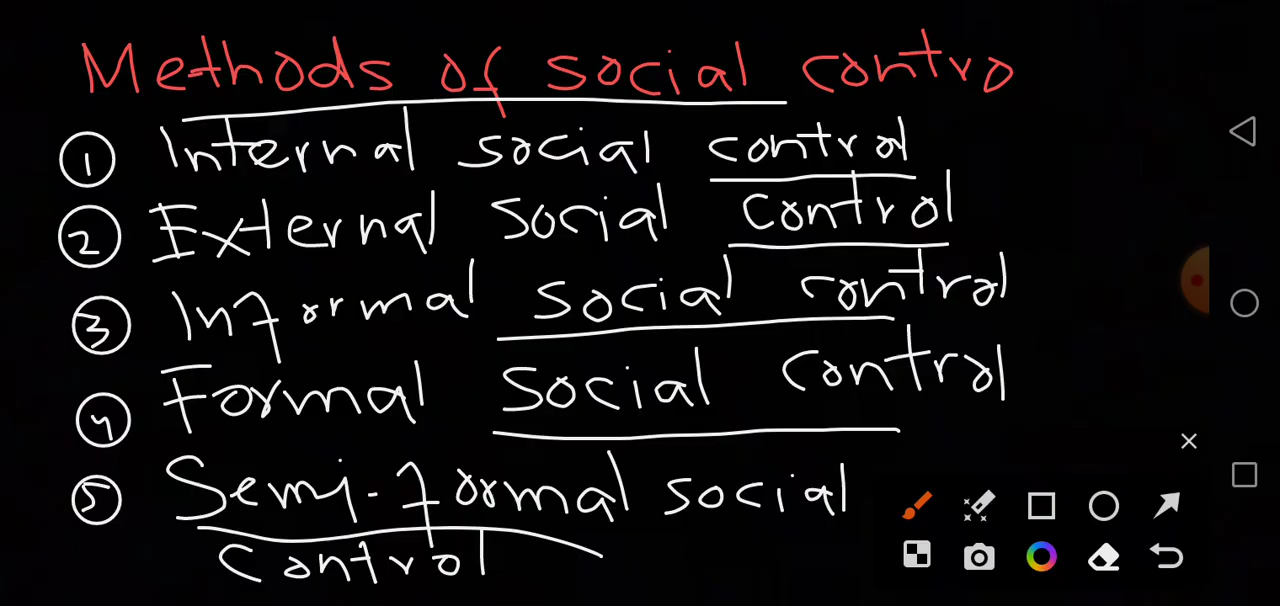 Methods of social contro
① Internal social control
② External social control
③ Informal social control
④ Formal social control
⑤ Semi-formal social
control